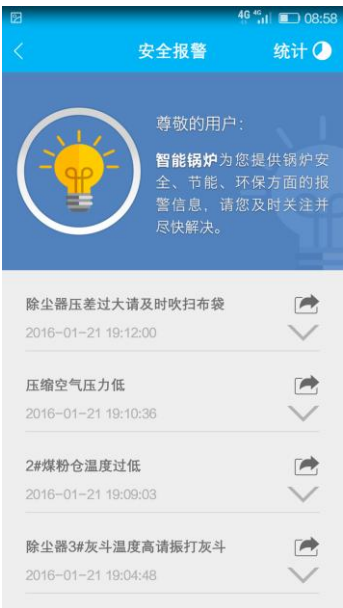 4G 4G 08:58
安全报警 统计
尊敬的用户:
智能锅炉为您提供锅炉安
全、节能、环保方面的报
警信息,请您及时关注并
尽快解决。
除尘器压差过大请及时吹扫布袋
2016-01-21 19:12:00
压缩空气压力低
2016-01-21 19:10:36
2#煤粉仓温度过低
2016-01-21 19:09:03
除尘器3#灰斗温度高请振打灰斗
2016-01-21 19:04:48